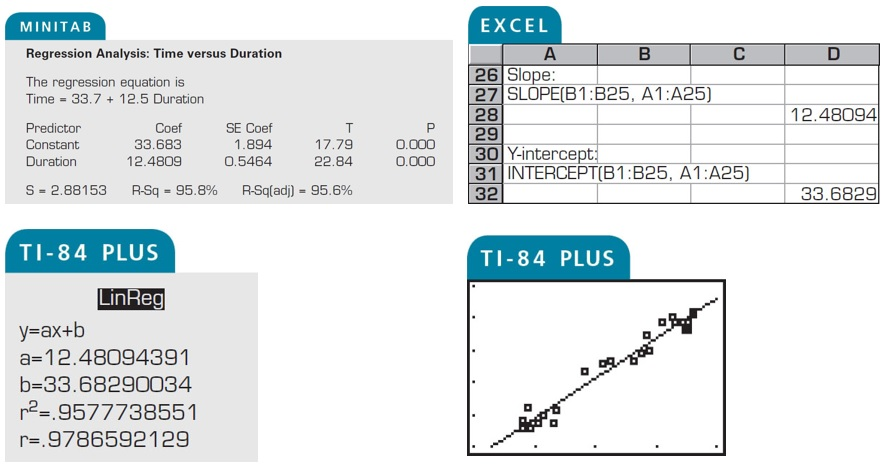 MINITAB
Regression Analysis: Time versus Duration
The regression equation is
Time = 33.7 + 12.5 Duration
Predictor Coef SE Coef T P
Constant 33.683 1.894 17.79 0.000
Duration 12.4809 0.5464 22.84 0.000
S = 2.88153 R-Sq = 95.8% R-Sq(adj) = 95.6%
EXCEL
A B C D
26 Slope:
27 SLOPE(B1:B25, A1:A25)
28 12.48094
29
30 Y-intercept:
31 INTERCEPT(B1:B25, A1:A25)
32 33.6829
TI-84 PLUS
LinReg
y=ax+b
a=12.48094391
b=33.68290034
r²=.9577738551
r=.9786592129
TI-84 PLUS